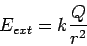 E_{ext} = k\frac{Q}{r^2}